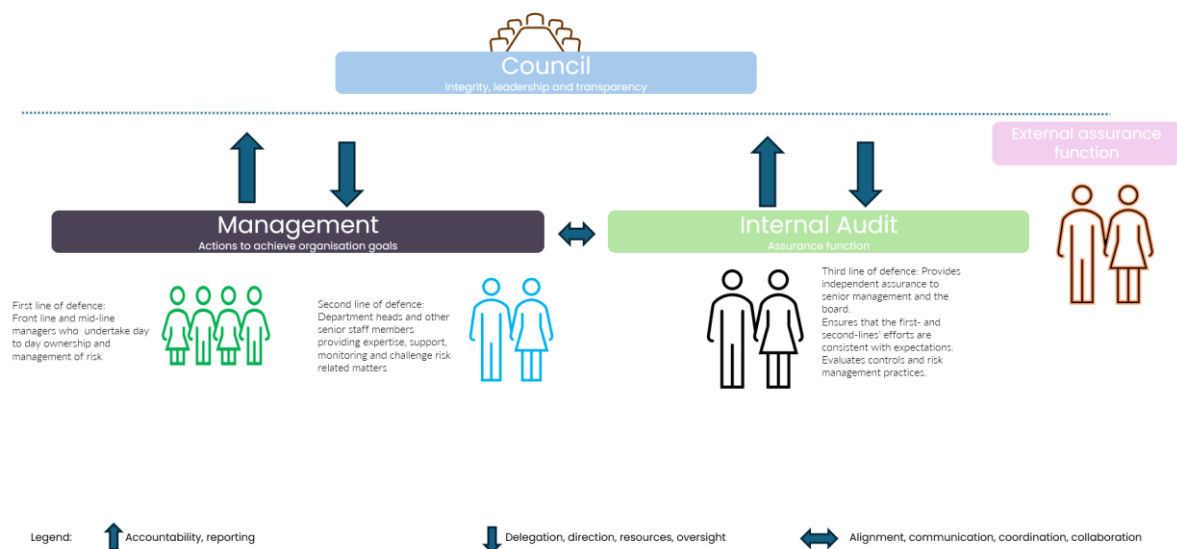 Council
Integrity, leadership and transparency
External assurance
function
Management
Actions to achieve organisation goals
Internal Audit
Assurance function
First line of defence:
Front line and mid-line
managers who  undertake day
to day ownership and
management of risk
Second line of defence:
Department heads and other
senior staff members
providing expertise, support,
monitoring and challenge risk
related matters
Third line of defence: Provides
independent assurance to
senior management and the
board.
Ensures that the first- and
second-lines' efforts are
consistent with expectations.
Evaluates controls and risk
management practices.
Legend:
Accountability, reporting
Delegation, direction, resources, oversight
Alignment, communication, coordination, collaboration